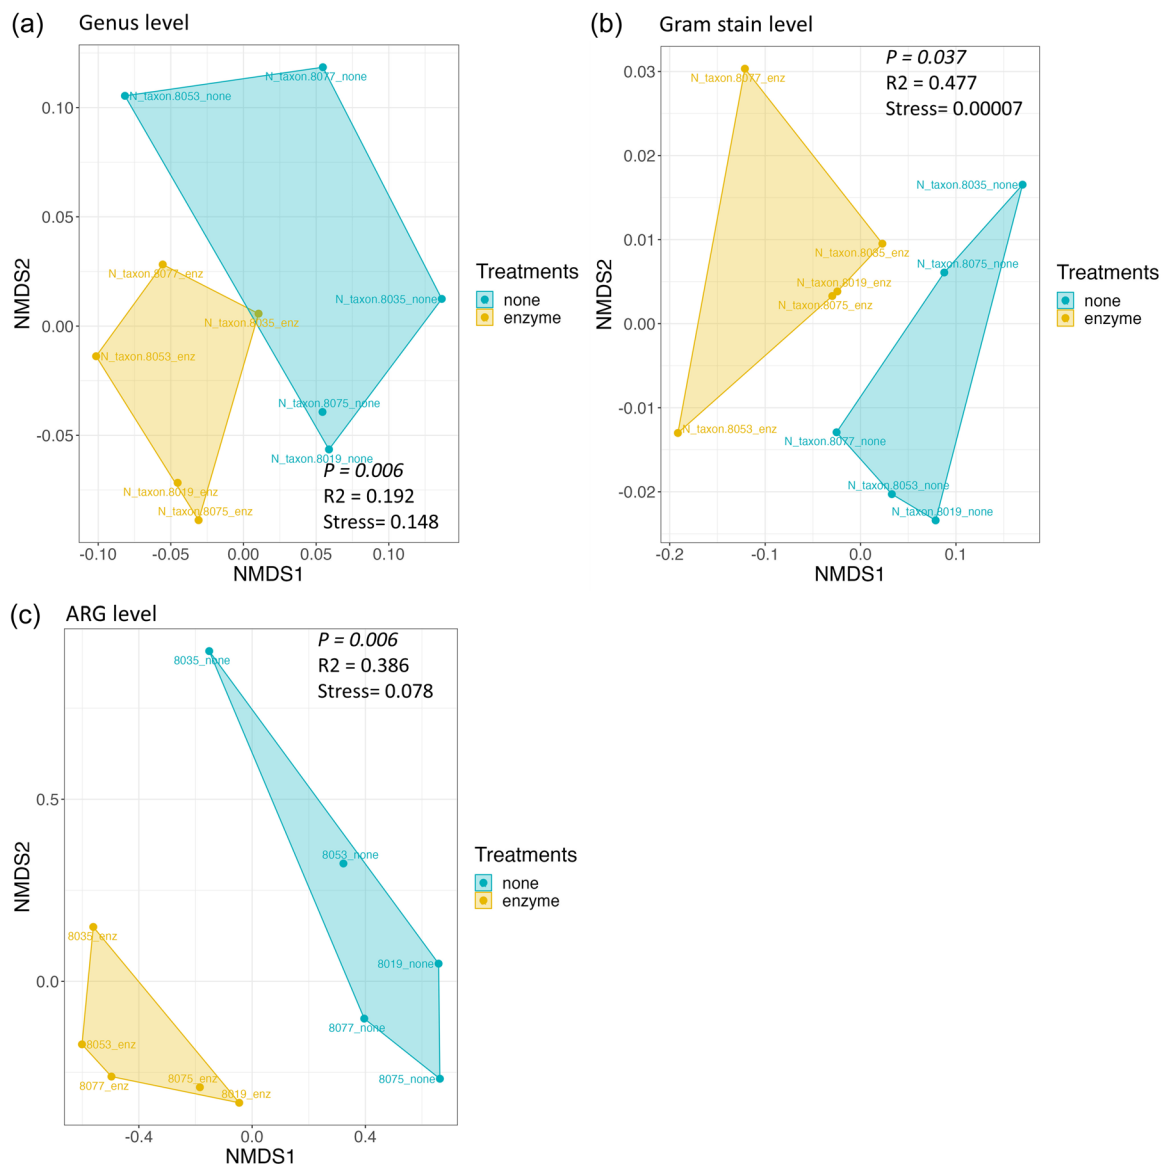 (a) Genus level
N_taxon.8077_none
N_taxon.8053_none
N_taxon.8077_enz
N_taxon.8035_none
N_taxon.8035_enz
N_taxon.8053_enz
N_taxon.8075_none
N_taxon.8019_none
N_taxon.8019_enz
N_taxon.8075_enz
P = 0.006
R2 = 0.192
Stress= 0.148
0.10
0.05
0.00
-0.05
NMDS2
-0.10 -0.05 0.00 0.05 0.10
NMDS1
Treatments
none
enzyme
(b) Gram stain level
P = 0.037
R2 = 0.477
Stress= 0.00007
N_taxon.8077_enz
N_taxon.8035_none
N_taxon.8035_enz
N_taxon.8075_none
N_taxon.8019_enz
N_taxon.8075_enz
N_taxon.8053_enz
N_taxon.8077_none
N_taxon.8053_none
N_taxon.8019_none
0.03
0.02
0.01
0.00
-0.01
-0.02
NMDS2
-0.2 -0.1 0.0 0.1
NMDS1
Treatments
none
enzyme
(c) ARG level
P = 0.006
R2 = 0.386
Stress= 0.078
8035_none
8053_none
8035_enz
8019_none
8077_none
8053_enz
8075_none
8077_enz
8075_enz
8019_enz
0.5
0.0
NMDS2
-0.4 0.0 0.4
NMDS1
Treatments
none
enzyme